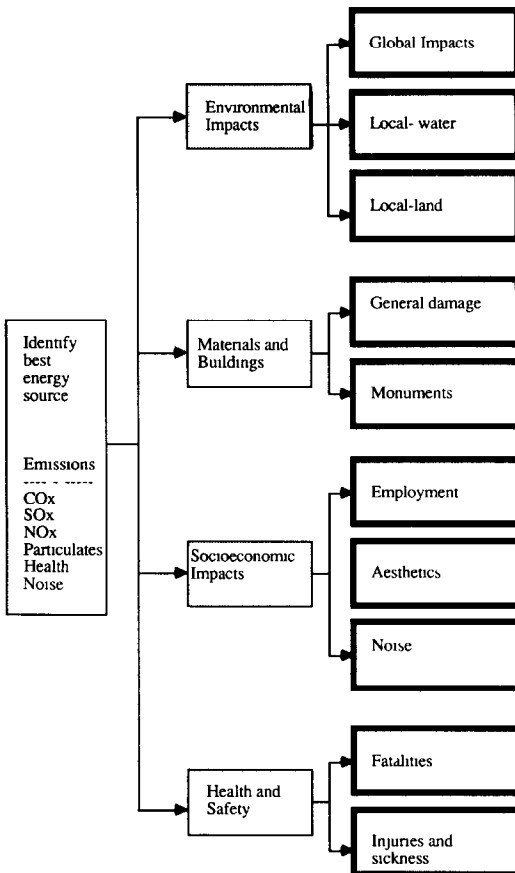 Identify
best
energy
source
Emissions
COx
SOx
NOx
Particulates
Health
Noise
Environmental
Impacts
Global Impacts
Local- water
Local-land
Materials and
Buildings
General damage
Monuments
Socioeconomic
Impacts
Employment
Aesthetics
Noise
Health and
Safety
Fatalities
Injuries and
sickness